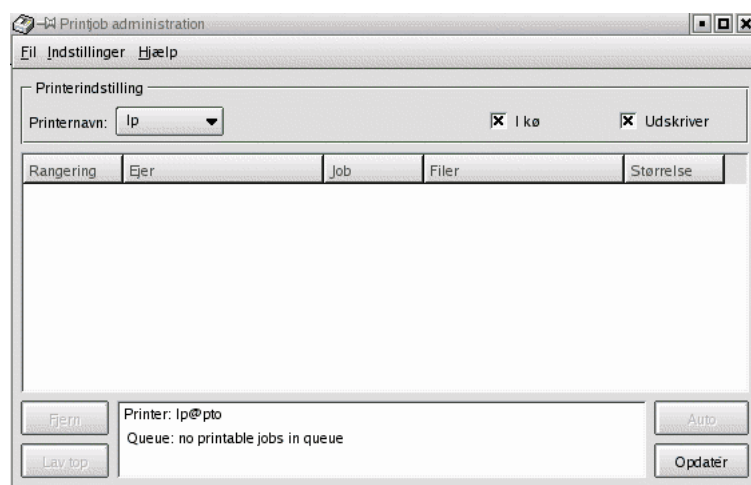 Printjob administration
Fil Indstillinger Hjælp
Printerindstilling
Printernavn: lp I kø Udskriver
Rangering Ejer Job Filer Størrelse
Fjern Printer: lp@pto Auto
Queue: no printable jobs in queue
Lav top Opdatér